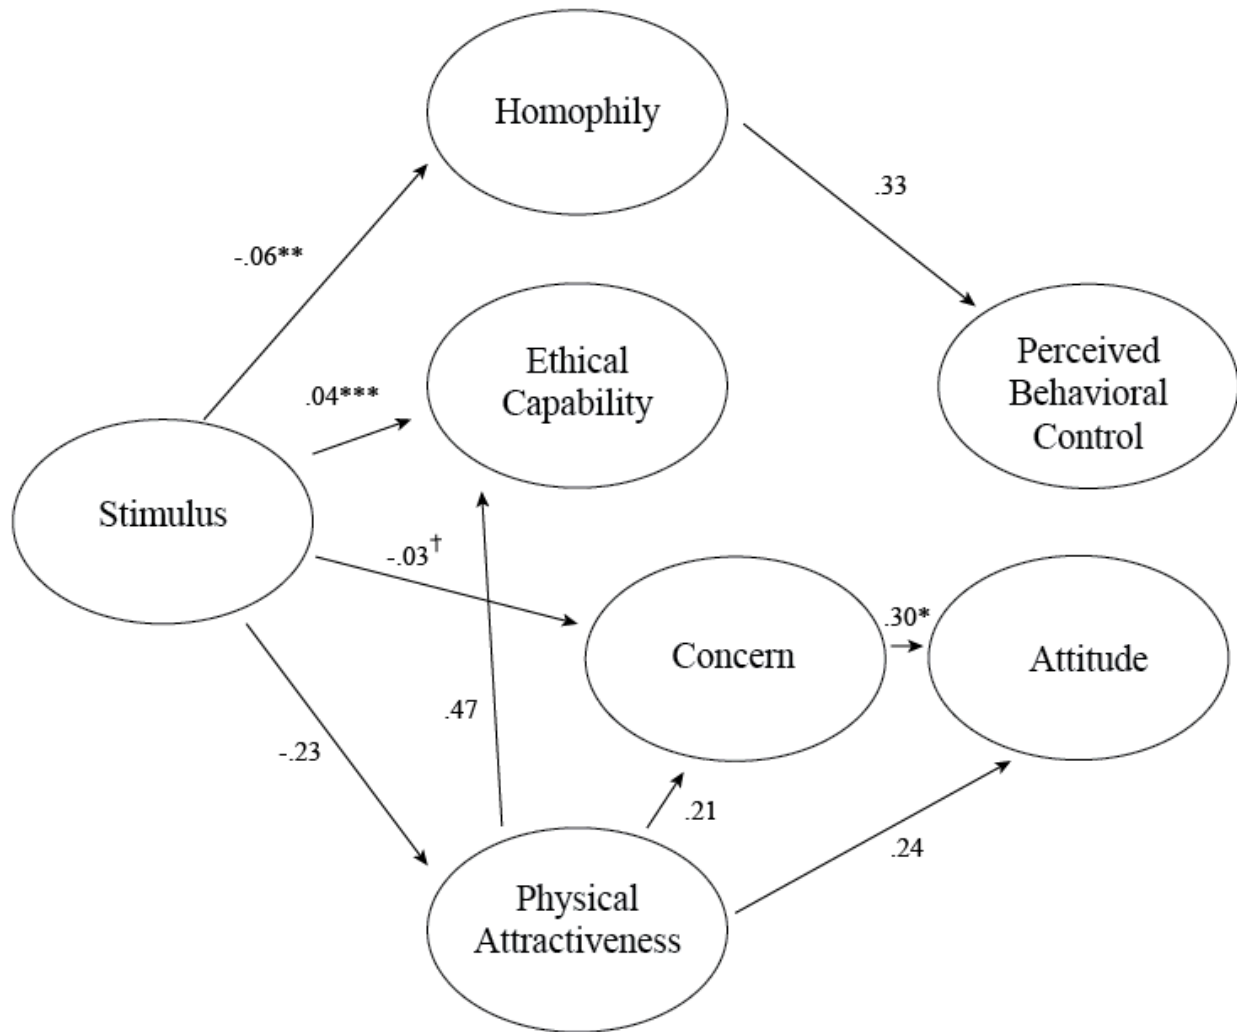 Homophily
.33
-.06**
Ethical
Capability
.04***
Perceived
Behavioral
Control
Stimulus
-.03†
Concern
.30*
Attitude
.47
-.23
.21
.24
Physical
Attractiveness